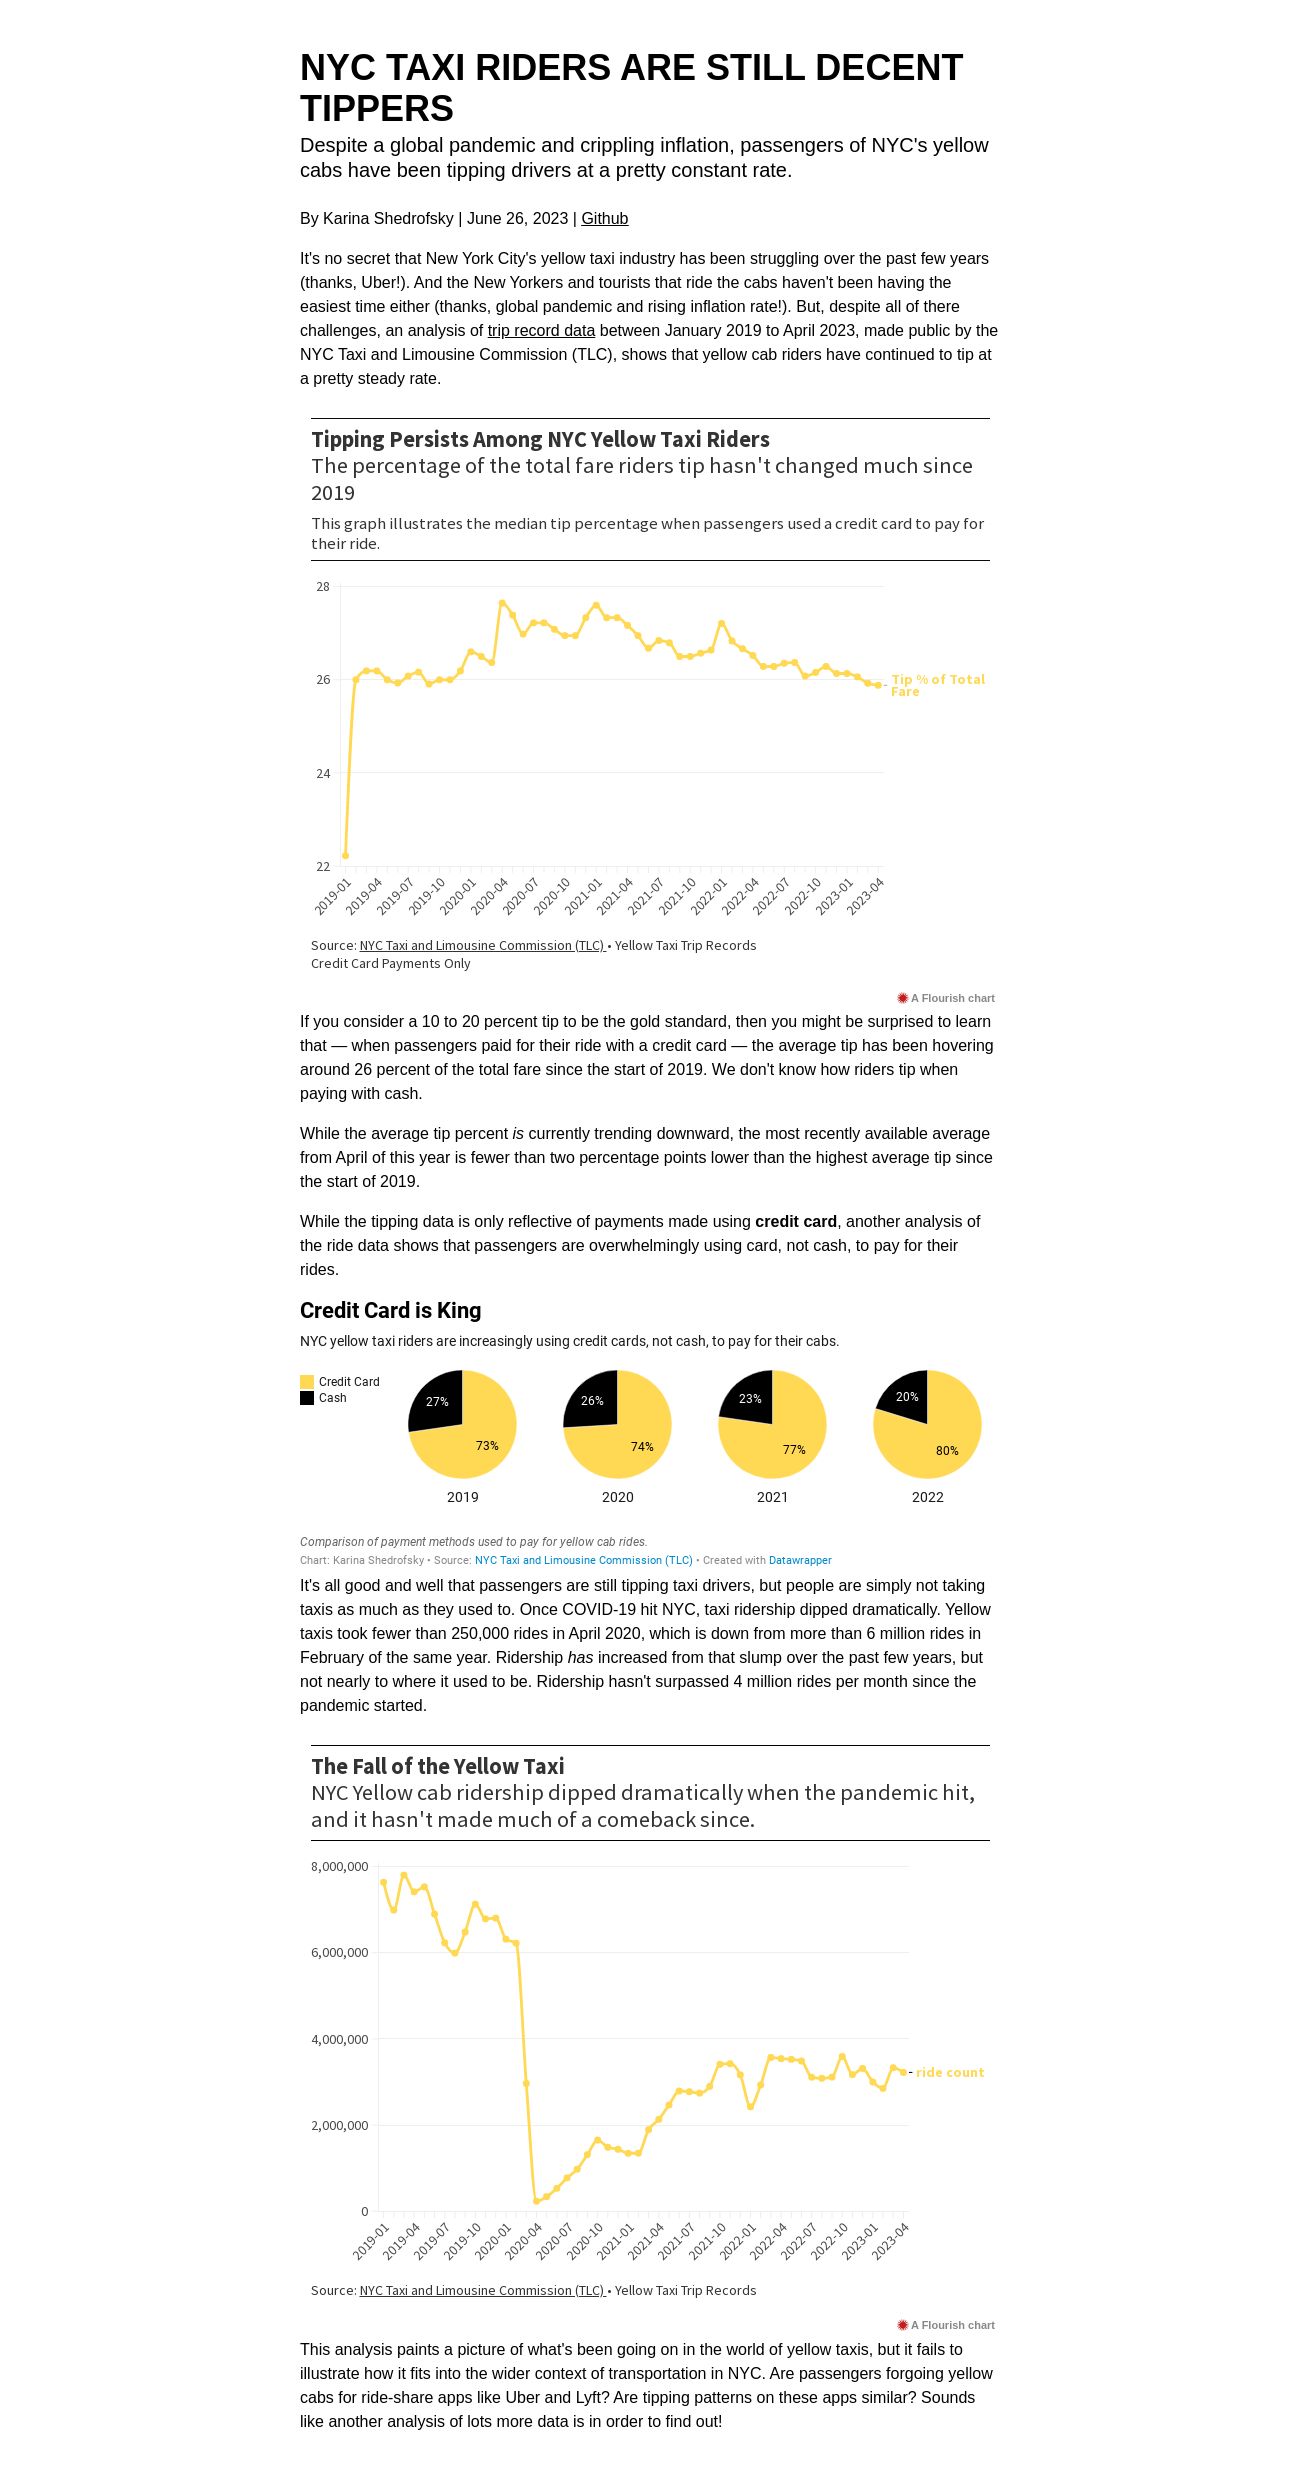 NYC TAXI RIDERS ARE STILL DECENT
TIPPERS
Despite a global pandemic and crippling inflation, passengers of NYC's yellow
cabs have been tipping drivers at a pretty constant rate.
By Karina Shedrofsky | June 26, 2023 | Github
It's no secret that New York City's yellow taxi industry has been struggling over the past few years
(thanks, Uber!). And the New Yorkers and tourists that ride the cabs haven't been having the
easiest time either (thanks, global pandemic and rising inflation rate!). But, despite all of there
challenges, an analysis of trip record data between January 2019 to April 2023, made public by the
NYC Taxi and Limousine Commission (TLC), shows that yellow cab riders have continued to tip at
a pretty steady rate.
Tipping Persists Among NYC Yellow Taxi Riders
The percentage of the total fare riders tip hasn't changed much since
2019
This graph illustrates the median tip percentage when passengers used a credit card to pay for
their ride.
28
26
24
22
Tip % of Total
Fare
2019-01 2019-04 2019-07 2019-10 2020-01 2020-04 2020-07 2020-10 2021-01 2021-04 2021-07 2021-10 2022-01 2022-04 2022-07 2022-10 2023-01 2023-04
Source: NYC Taxi and Limousine Commission (TLC) • Yellow Taxi Trip Records
Credit Card Payments Only
A Flourish chart
If you consider a 10 to 20 percent tip to be the gold standard, then you might be surprised to learn
that — when passengers paid for their ride with a credit card — the average tip has been hovering
around 26 percent of the total fare since the start of 2019. We don't know how riders tip when
paying with cash.
While the average tip percent is currently trending downward, the most recently available average
from April of this year is fewer than two percentage points lower than the highest average tip since
the start of 2019.
While the tipping data is only reflective of payments made using credit card, another analysis of
the ride data shows that passengers are overwhelmingly using card, not cash, to pay for their
rides.
Credit Card is King
NYC yellow taxi riders are increasingly using credit cards, not cash, to pay for their cabs.
Credit Card
Cash
27% 26% 23% 20%
73% 74% 77% 80%
2019 2020 2021 2022
Comparison of payment methods used to pay for yellow cab rides.
Chart: Karina Shedrofsky • Source: NYC Taxi and Limousine Commission (TLC) • Created with Datawrapper
It's all good and well that passengers are still tipping taxi drivers, but people are simply not taking
taxis as much as they used to. Once COVID-19 hit NYC, taxi ridership dipped dramatically. Yellow
taxis took fewer than 250,000 rides in April 2020, which is down from more than 6 million rides in
February of the same year. Ridership has increased from that slump over the past few years, but
not nearly to where it used to be. Ridership hasn't surpassed 4 million rides per month since the
pandemic started.
The Fall of the Yellow Taxi
NYC Yellow cab ridership dipped dramatically when the pandemic hit,
and it hasn't made much of a comeback since.
8,000,000
6,000,000
4,000,000
ride count
2,000,000
0
2019-01 2019-04 2019-07 2019-10 2020-01 2020-04 2020-07 2020-10 2021-01 2021-04 2021-07 2021-10 2022-01 2022-04 2022-07 2022-10 2023-01 2023-04
Source: NYC Taxi and Limousine Commission (TLC) • Yellow Taxi Trip Records
A Flourish chart
This analysis paints a picture of what's been going on in the world of yellow taxis, but it fails to
illustrate how it fits into the wider context of transportation in NYC. Are passengers forgoing yellow
cabs for ride-share apps like Uber and Lyft? Are tipping patterns on these apps similar? Sounds
like another analysis of lots more data is in order to find out!